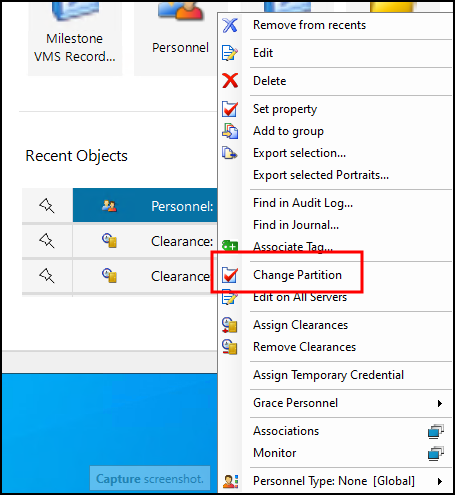 Milestone
VMS Record...
Personnel
Recent Objects
Personnel:
Clearance:
Clearance:
Remove from recents
Edit
Delete
Set property
Add to group
Export selection...
Export selected Portraits...
Find in Audit Log...
Find in Journal...
Associate Tag...
Change Partition
Edit on All Servers
Assign Clearances
Remove Clearances
Assign Temporary Credential
Grace Personnel
Associations
Monitor
Personnel Type: None [Global]
Capture screenshot.